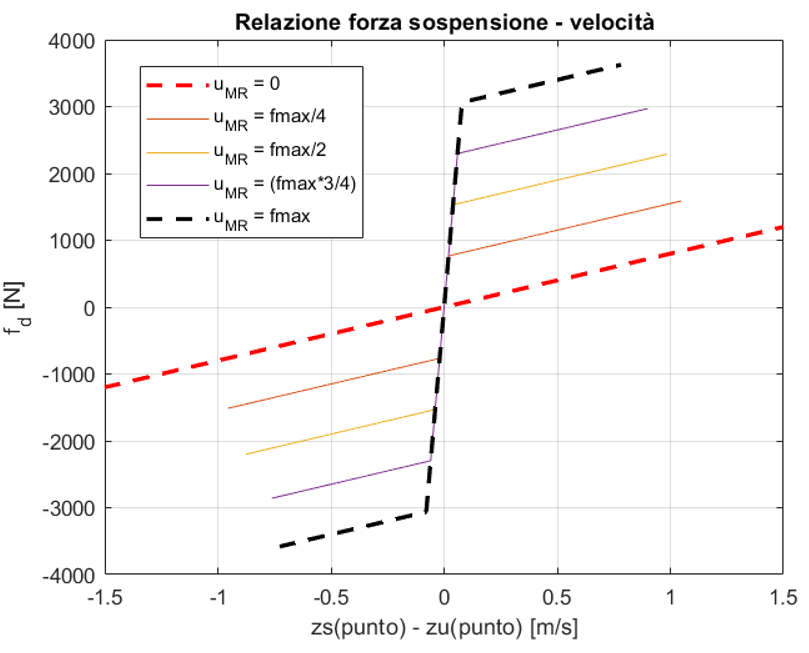 Relazione forza sospensione - velocità
4000
3000
2000
1000
0
-1000
-2000
-3000
-4000
f_d [N]
u_MR = 0
u_MR = fmax/4
u_MR = fmax/2
u_MR = (fmax*3/4)
u_MR = fmax
-1.5
-1
-0.5
0
0.5
1
1.5
zs(punto) - zu(punto) [m/s]